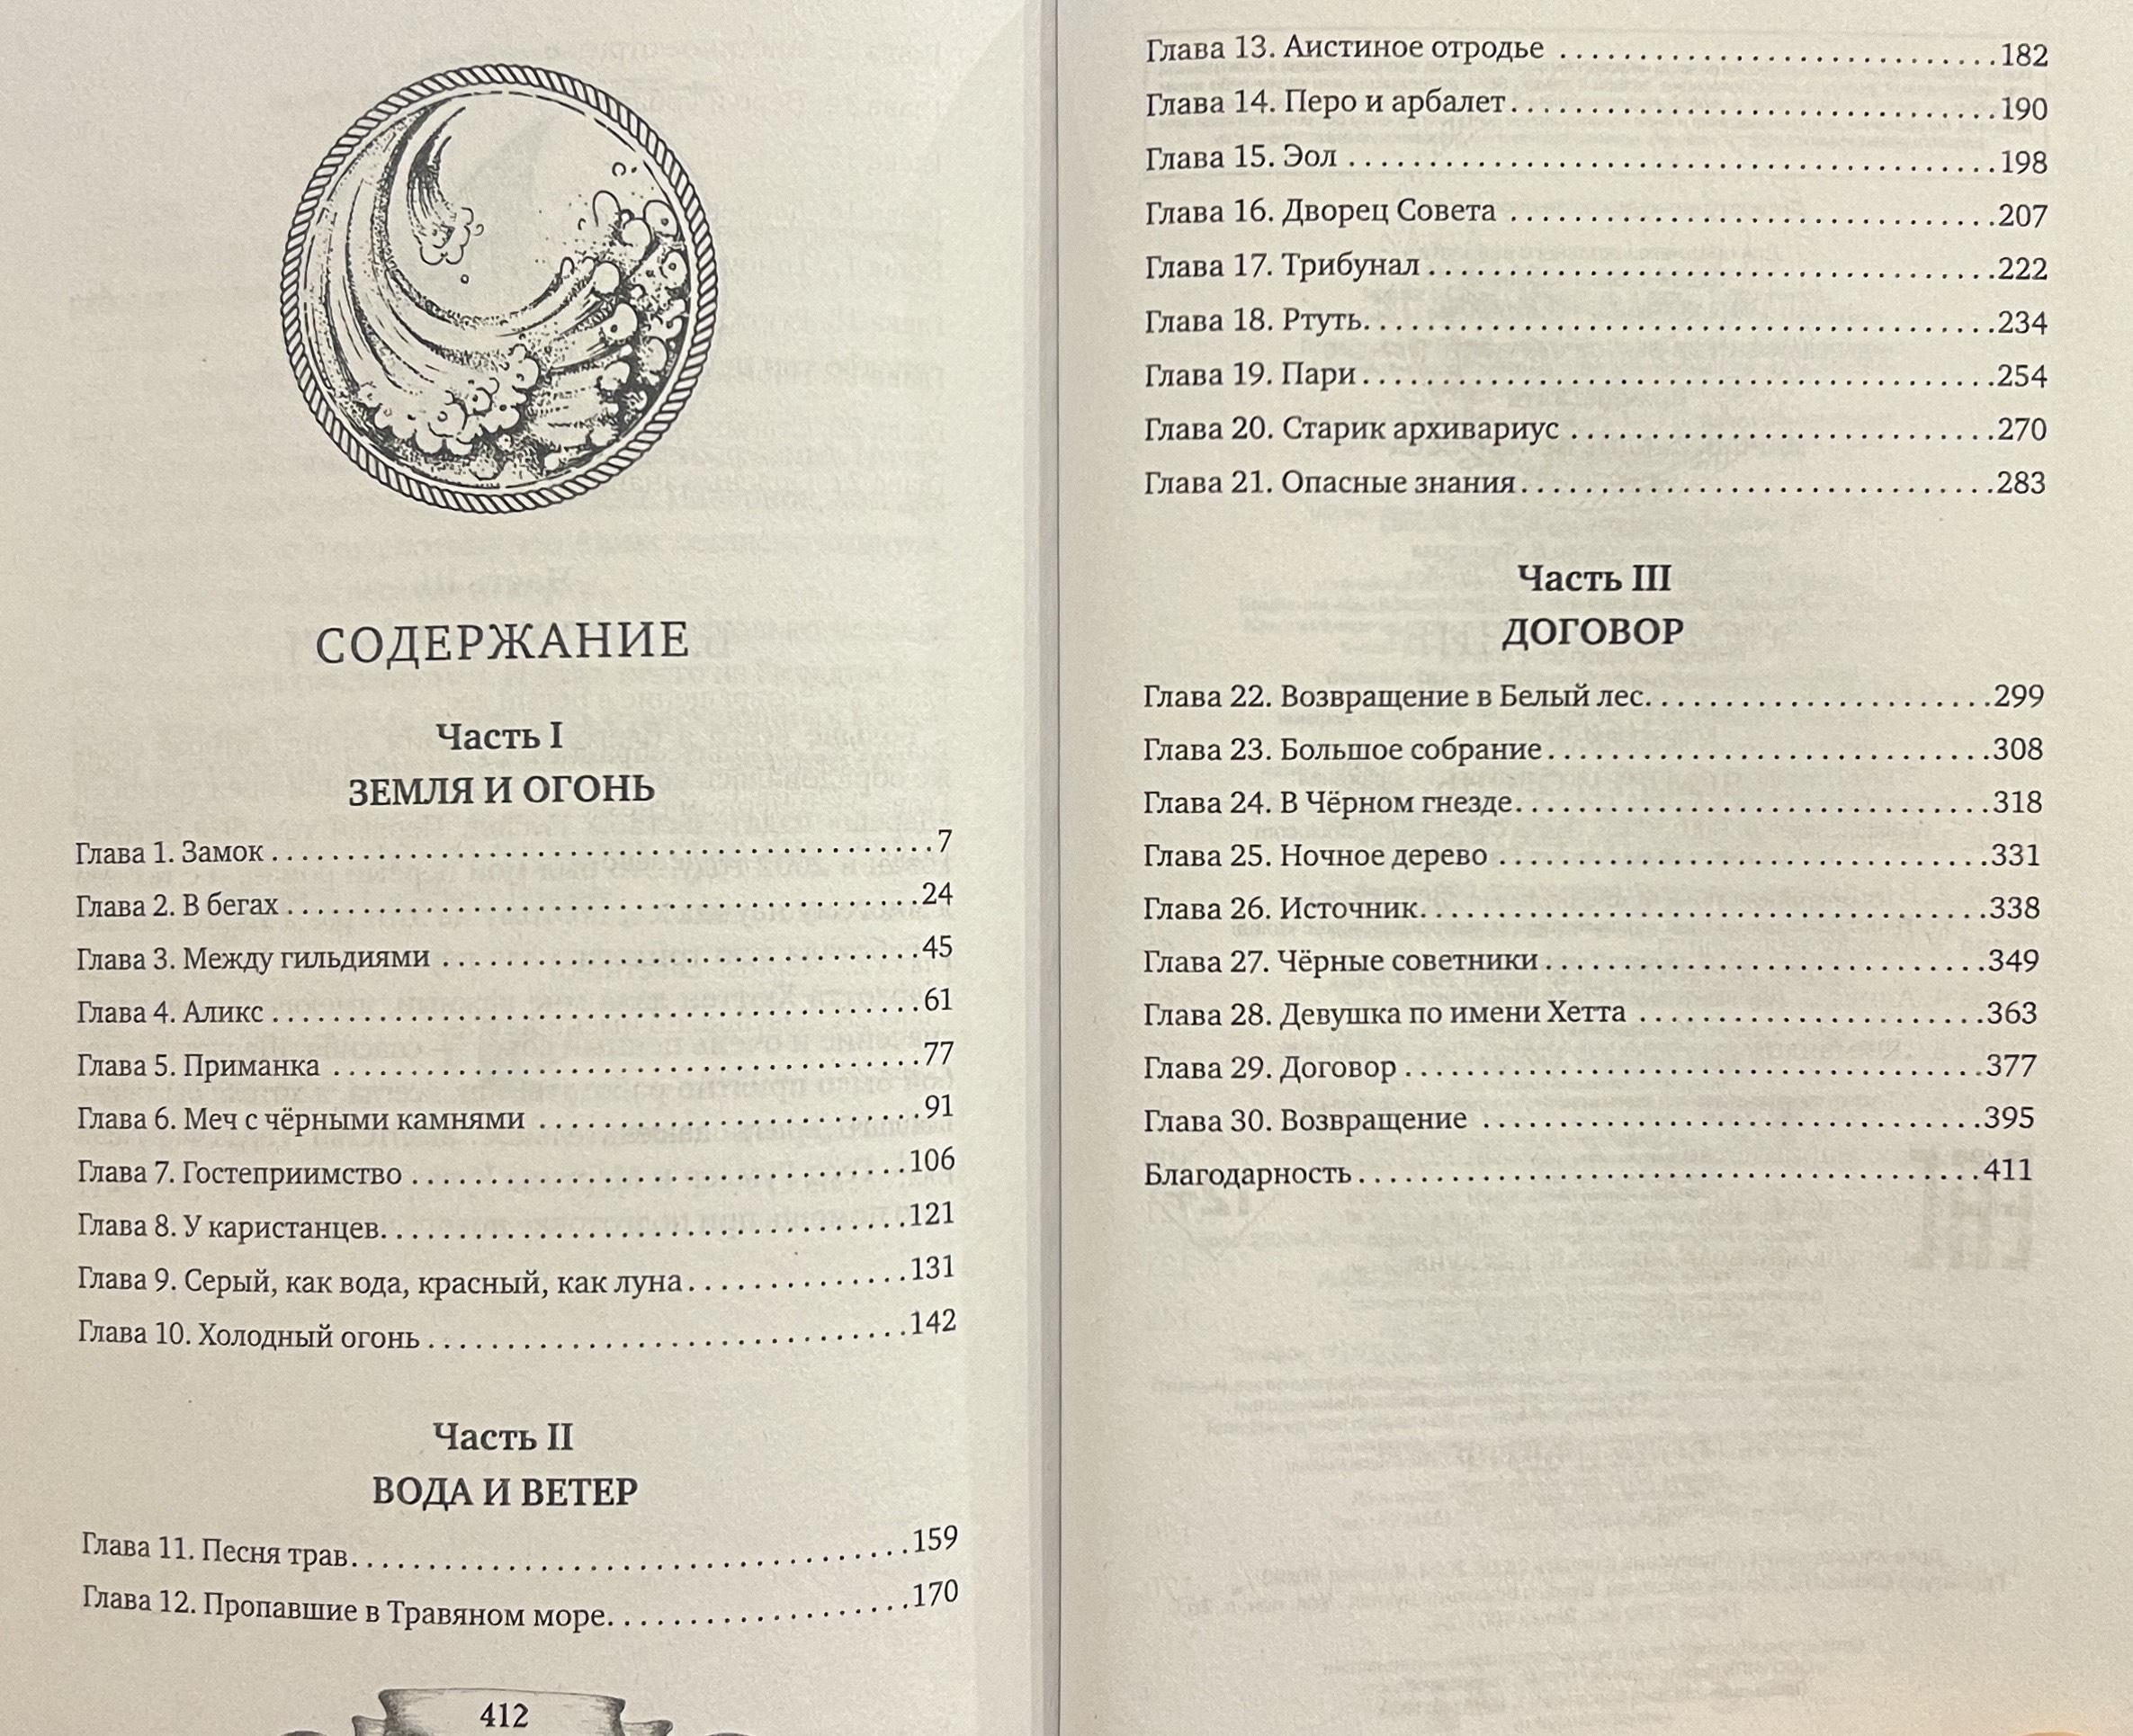 СОДЕРЖАНИЕ
Часть I
ЗЕМЛЯ И ОГОНЬ
Глава 1. Замок 7
Глава 2. В бегах 24
Глава 3. Между гильдиями 45
Глава 4. Аликс 61
Глава 5. Приманка 77
Глава 6. Меч с чёрными камнями 91
Глава 7. Гостеприимство 106
Глава 8. У каристанцев 121
Глава 9. Серый, как вода, красный, как луна 131
Глава 10. Холодный огонь 142
Часть II
ВОДА И ВЕТЕР
Глава 11. Песня трав 159
Глава 12. Пропавшие в Травяном море 170
412
Глава 13. Аистиное отродье 182
Глава 14. Перо и арбалет 190
Глава 15. Эол 198
Глава 16. Дворец Совета 207
Глава 17. Трибунал 222
Глава 18. Ртуть 234
Глава 19. Пари 254
Глава 20. Старик архивариус 270
Глава 21. Опасные знания 283
Часть III
ДОГОВОР
Глава 22. Возвращение в Белый лес 299
Глава 23. Большое собрание 308
Глава 24. В Чёрном гнезде 318
Глава 25. Ночное дерево 331
Глава 26. Источник 338
Глава 27. Чёрные советники 349
Глава 28. Девушка по имени Хетта 363
Глава 29. Договор 377
Глава 30. Возвращение 395
Благодарность 411